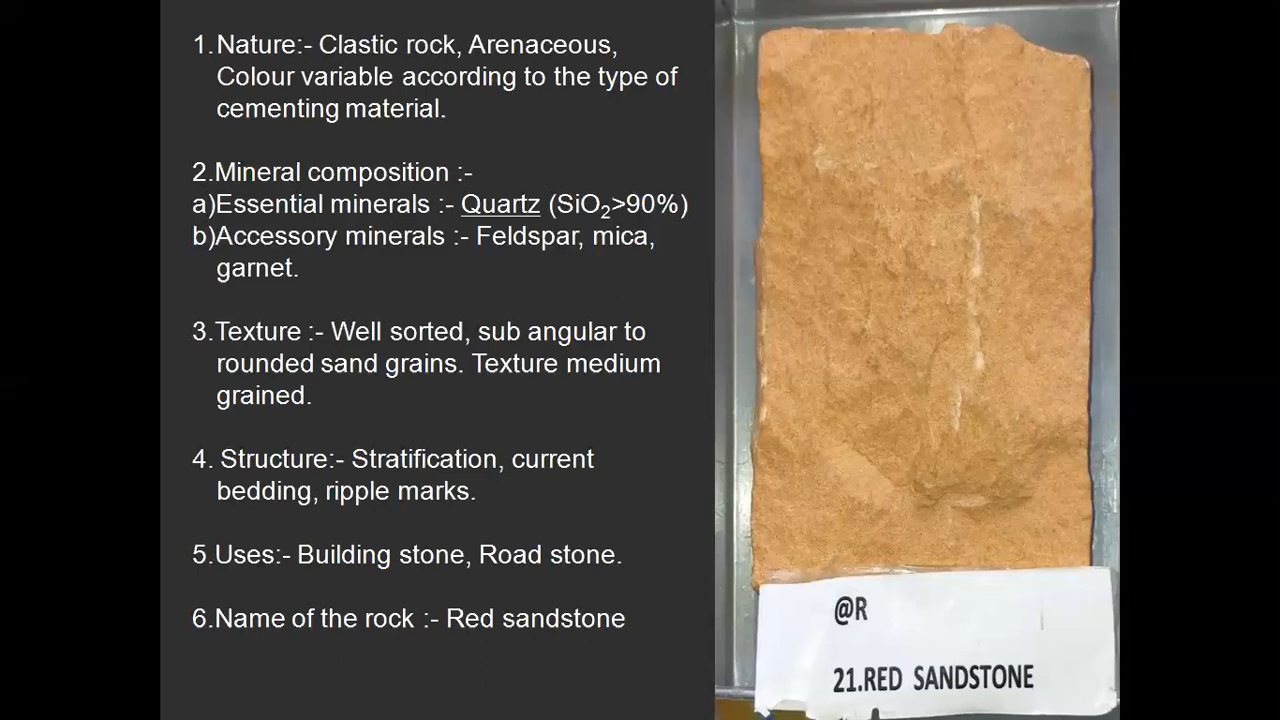 1. Nature:- Clastic rock, Arenaceous,
Colour variable according to the type of
cementing material.
2.Mineral composition :-
a)Essential minerals :- Quartz (SiO₂>90%)
b)Accessory minerals :- Feldspar, mica,
garnet.
3.Texture :- Well sorted, sub angular to
rounded sand grains. Texture medium
grained.
4. Structure:- Stratification, current
bedding, ripple marks.
5.Uses:- Building stone, Road stone.
6.Name of the rock :- Red sandstone
@R
21.RED SANDSTONE